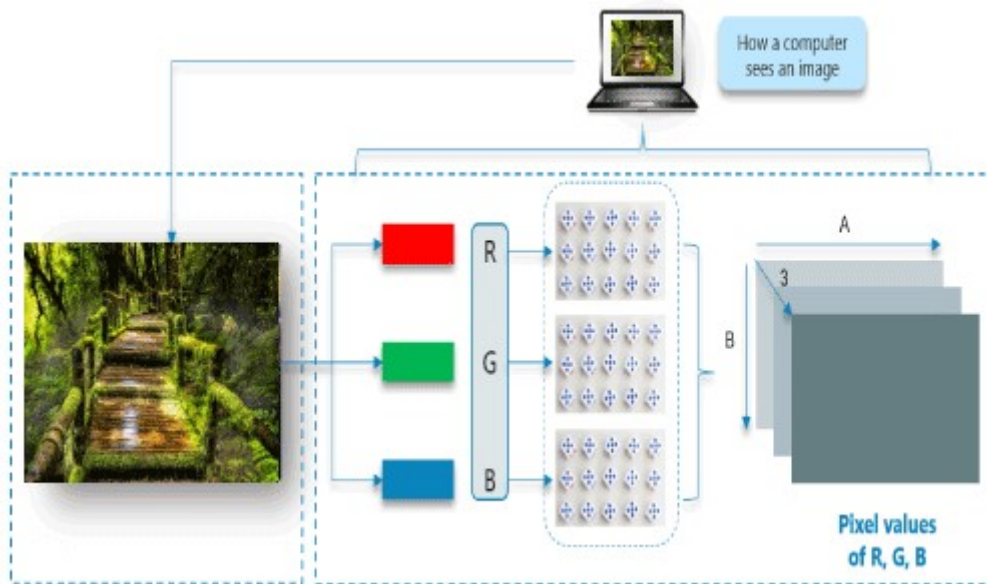 How a computer
sees an image
R
G
B
A
3
B
Pixel values
of R, G, B